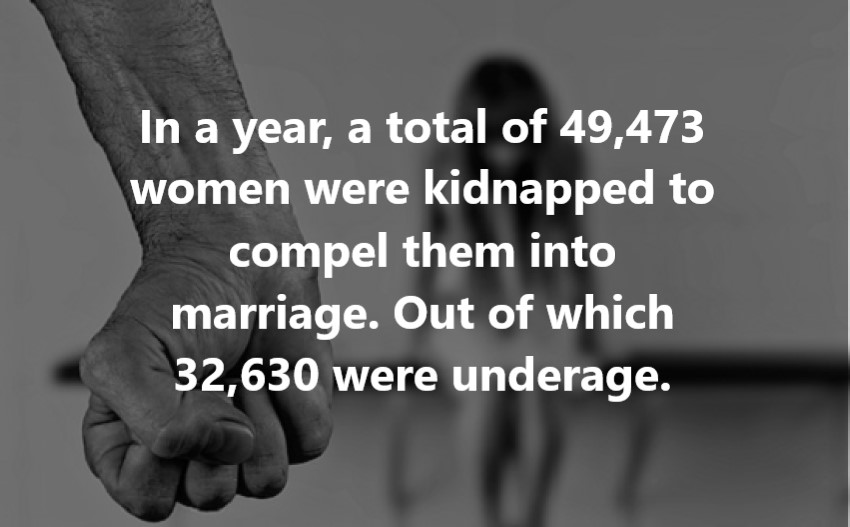 In a year, a total of 49,473
women were kidnapped to
compel them into
marriage. Out of which
32,630 were underage.